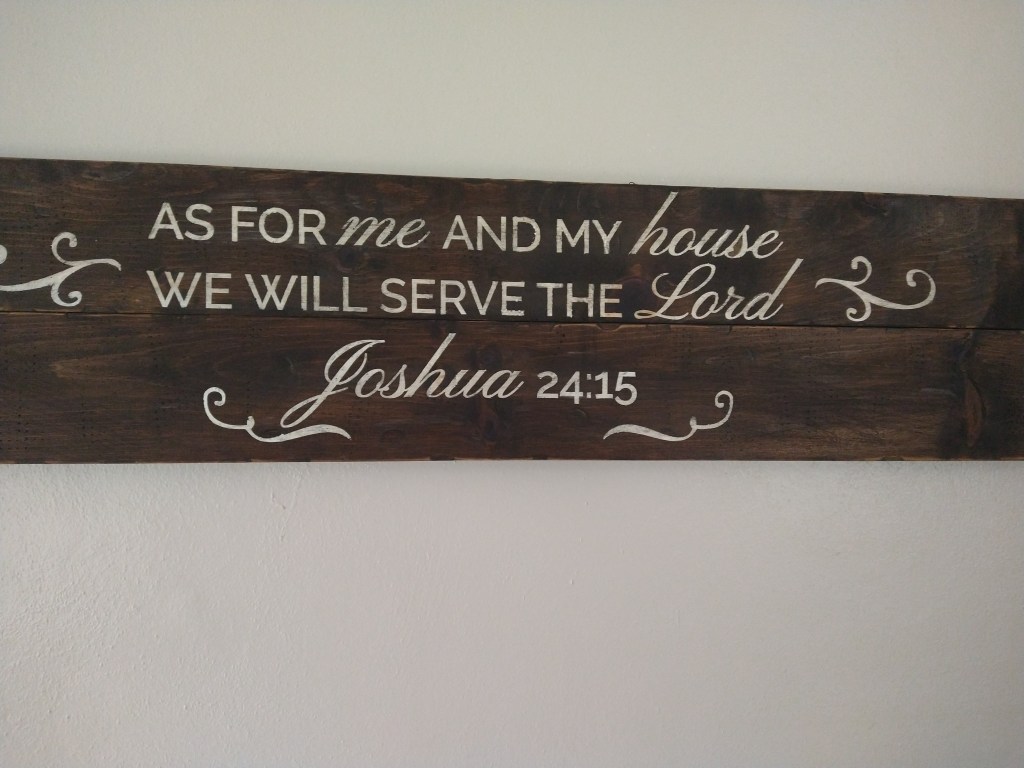 AS FOR me AND MY house
WE WILL SERVE THE Lord
Joshua 24:15